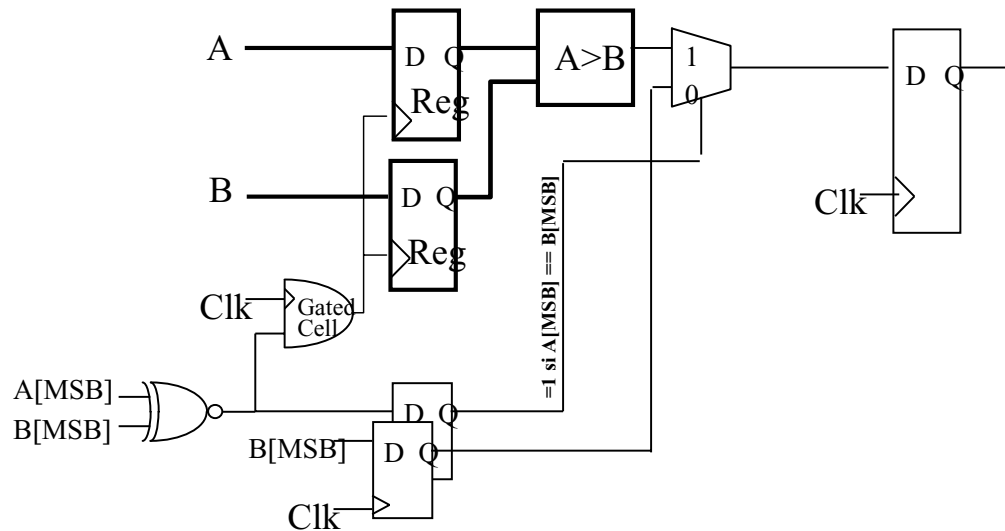 A
D Q
Reg
A>B
1
0
D Q
Clk
B
D Q
Reg
=1 si A[MSB] == B[MSB]
Clk
Gated
Cell
A[MSB]
B[MSB]
D Q
B[MSB]
D Q
Clk